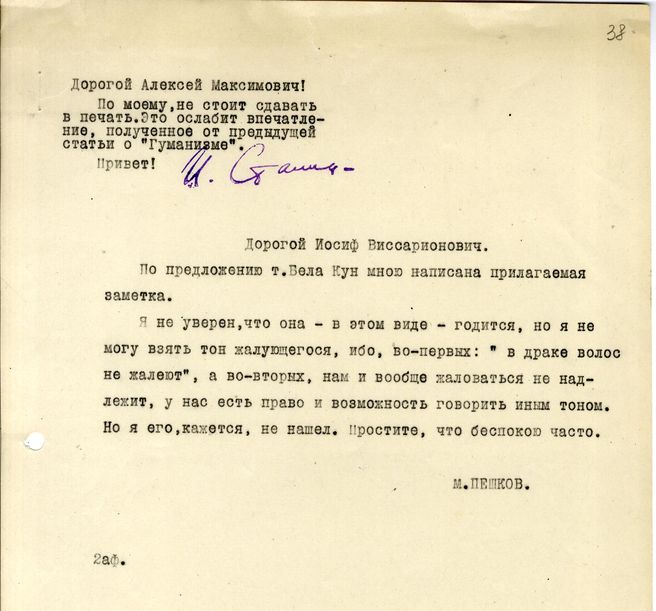 38
Дорогой Алексей Максимович!
По моему,не стоит сдавать
в печать.Это ослабит впечатле-
ние, полученное от предыдущей
статьи о "Гуманизме".
Привет!
И. Сталин
Дорогой Иосиф Виссарионович.
По предложению т.Бела Кун мною написана прилагаемая
заметка.
Я не уверен,что она - в этом виде - годится, но я не
могу взять тон жалующегося, ибо, во-первых: " в драке волос
не жалеют", а во-вторых, нам и вообще жаловаться не над-
лежит, у нас есть право и возможность говорить иным тоном.
Но я его,кажется, не нашел. Простите, что беспокою часто.
М.ПЕШКОВ.
2аф.